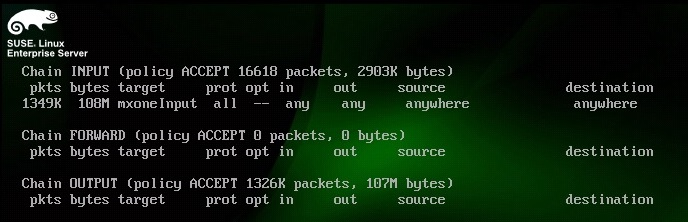 SUSE. Linux
Enterprise Server
Chain INPUT (policy ACCEPT 16618 packets, 2903K bytes)
pkts bytes target prot opt in out source destination
1349K 108M mxoneInput all -- any any anywhere anywhere
Chain FORWARD (policy ACCEPT 0 packets, 0 bytes)
pkts bytes target prot opt in out source destination
Chain OUTPUT (policy ACCEPT 1326K packets, 107M bytes)
pkts bytes target prot opt in out source destination